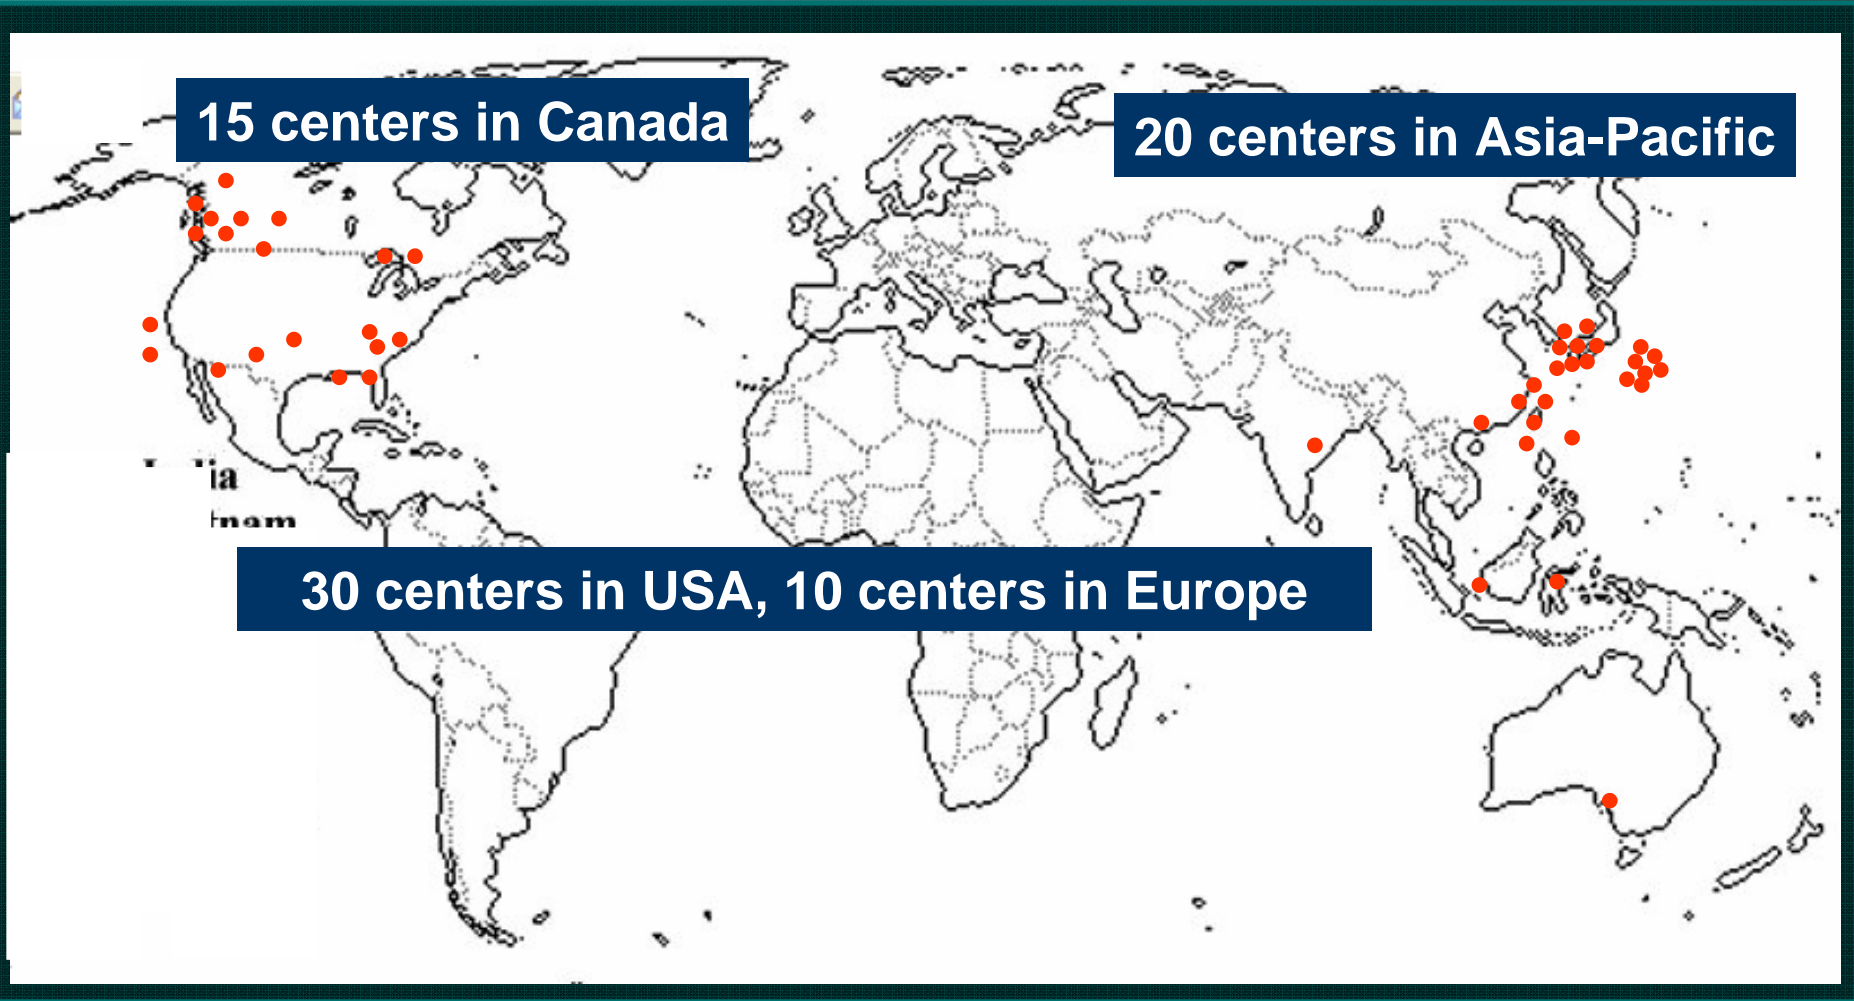 15 centers in Canada
20 centers in Asia-Pacific
30 centers in USA, 10 centers in Europe